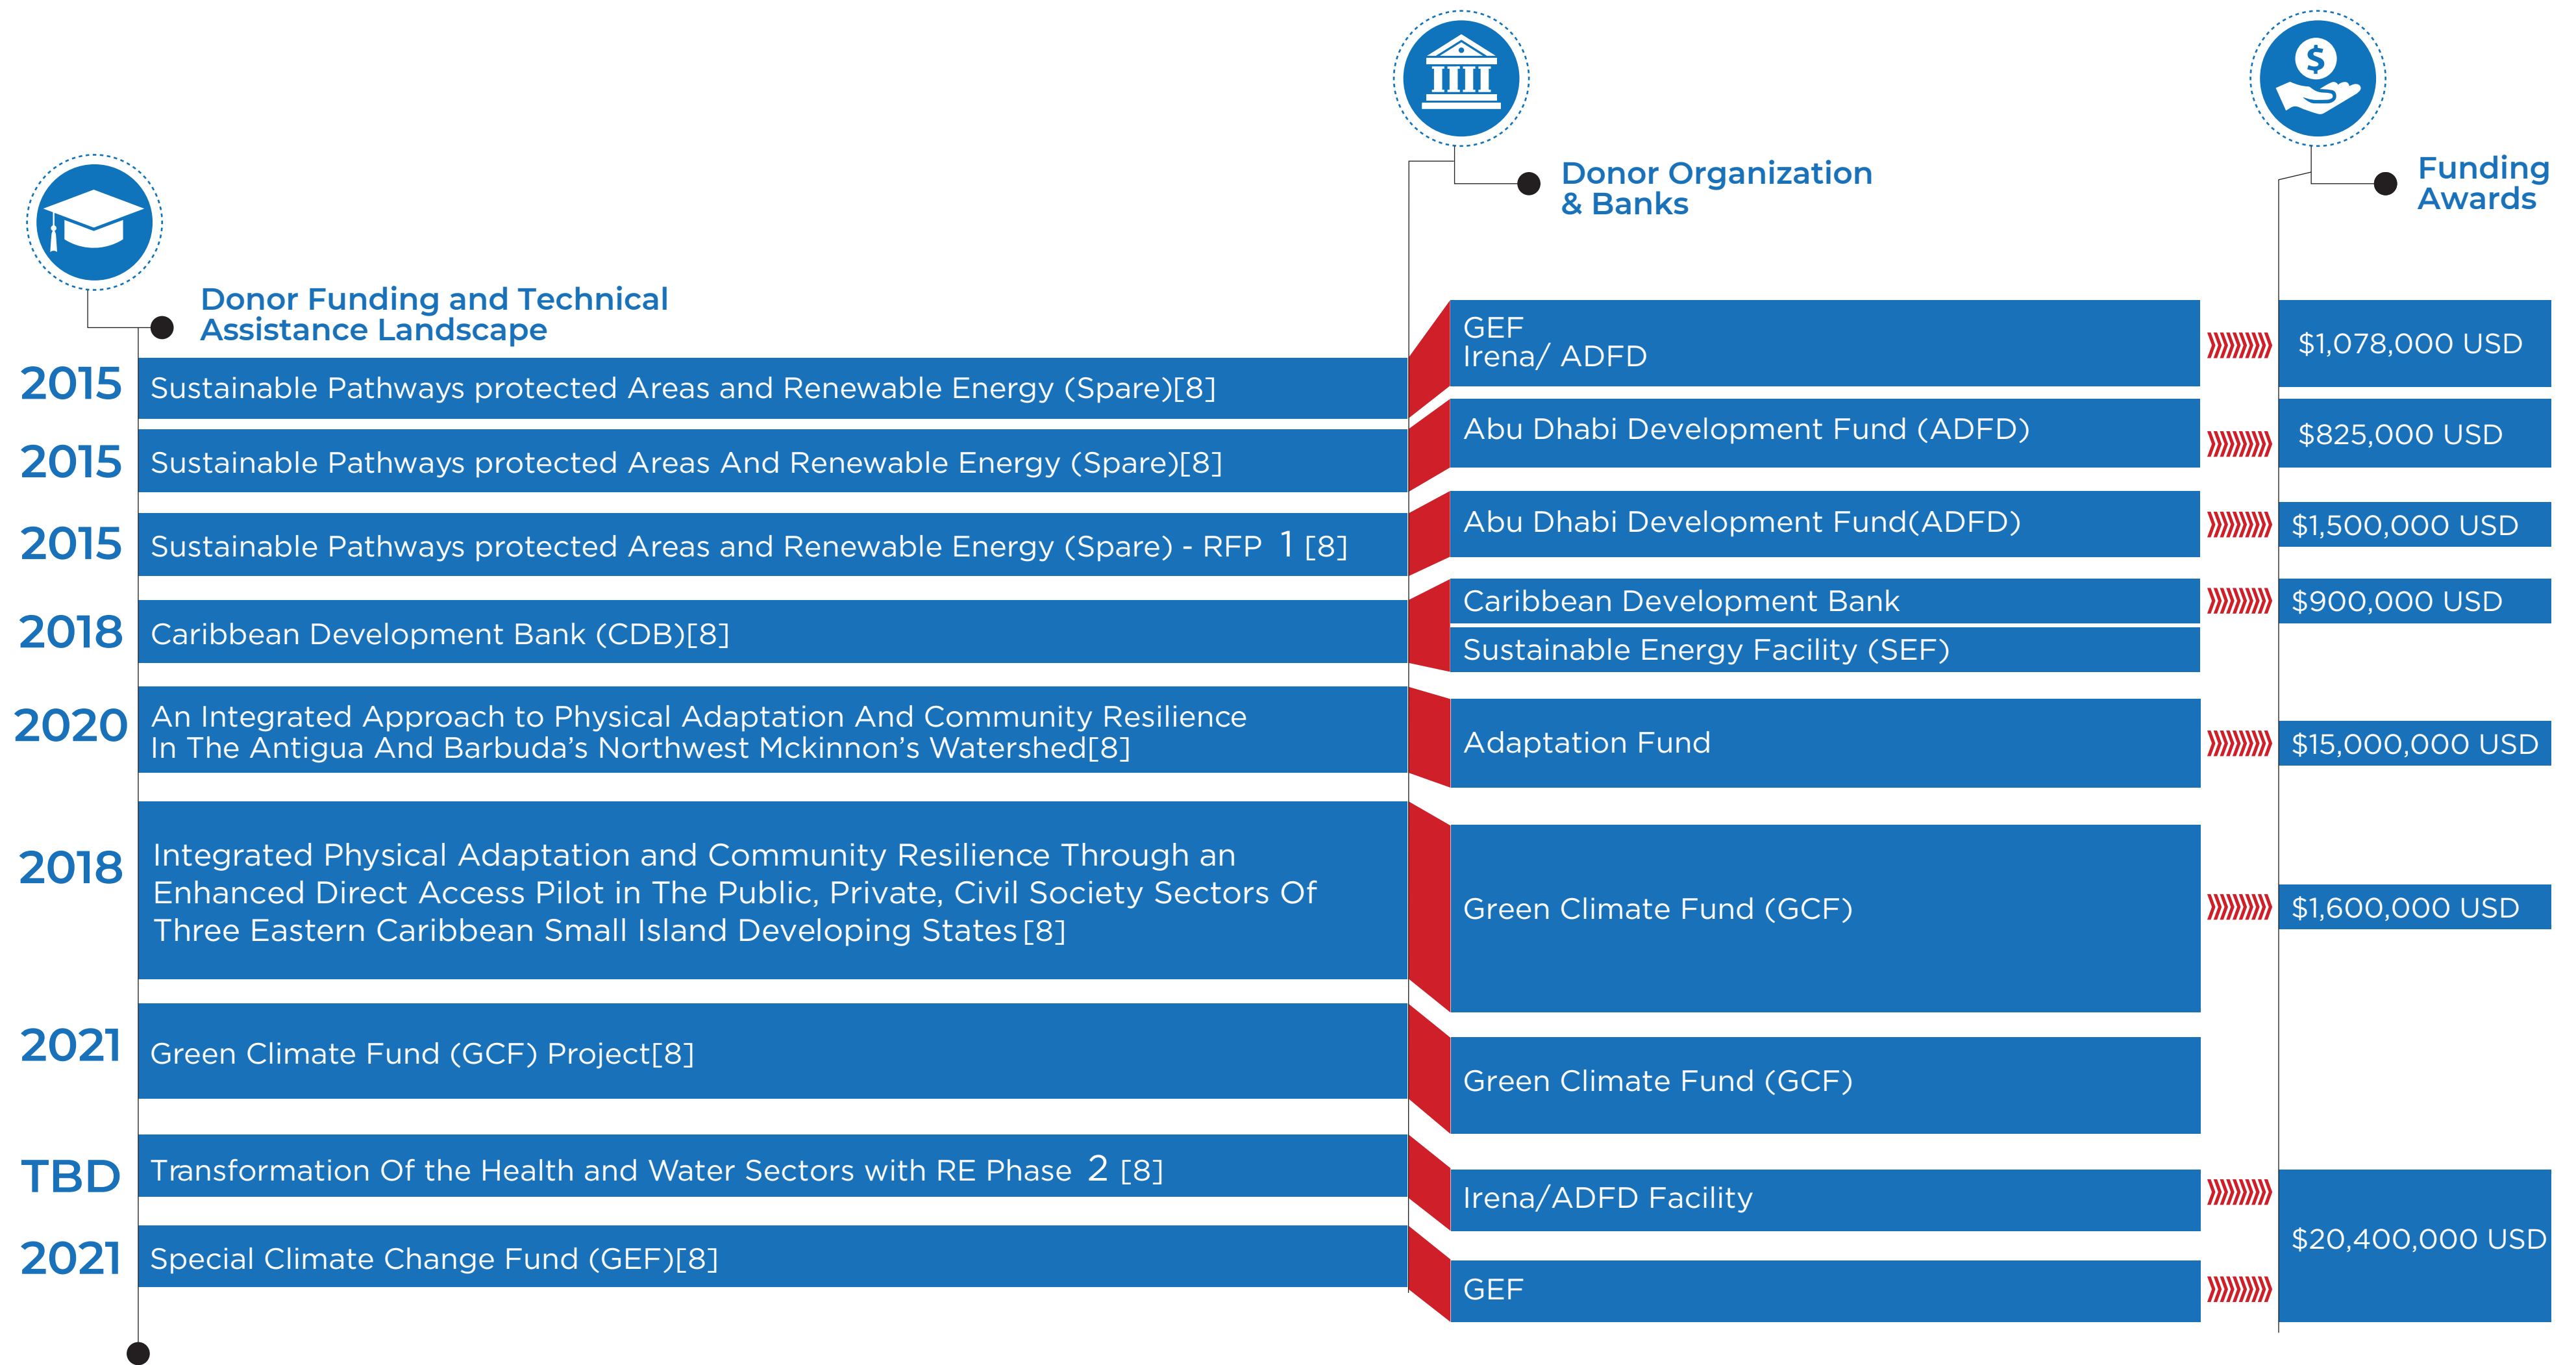 Donor Organization
& Banks
Funding
Awards
Donor Funding and Technical
Assistance Landscape
2015
Sustainable Pathways protected Areas and Renewable Energy (Spare)[8]
GEF
Irena/ ADFD
$1,078,000 USD
2015
Sustainable Pathways protected Areas And Renewable Energy (Spare)[8]
Abu Dhabi Development Fund (ADFD)
$825,000 USD
2015
Sustainable Pathways protected Areas and Renewable Energy (Spare) - RFP 1 [8]
Abu Dhabi Development Fund(ADFD)
$1,500,000 USD
2018
Caribbean Development Bank (CDB)[8]
Caribbean Development Bank
$900,000 USD
Sustainable Energy Facility (SEF)
2020
An Integrated Approach to Physical Adaptation And Community Resilience
In The Antigua And Barbuda’s Northwest Mckinnon’s Watershed[8]
Adaptation Fund
$15,000,000 USD
2018
Integrated Physical Adaptation and Community Resilience Through an
Enhanced Direct Access Pilot in The Public, Private, Civil Society Sectors Of
Three Eastern Caribbean Small Island Developing States [8]
Green Climate Fund (GCF)
$1,600,000 USD
2021
Green Climate Fund (GCF) Project[8]
Green Climate Fund (GCF)
TBD
Transformation Of the Health and Water Sectors with RE Phase 2 [8]
Irena/ADFD Facility
$20,400,000 USD
2021
Special Climate Change Fund (GEF)[8]
GEF